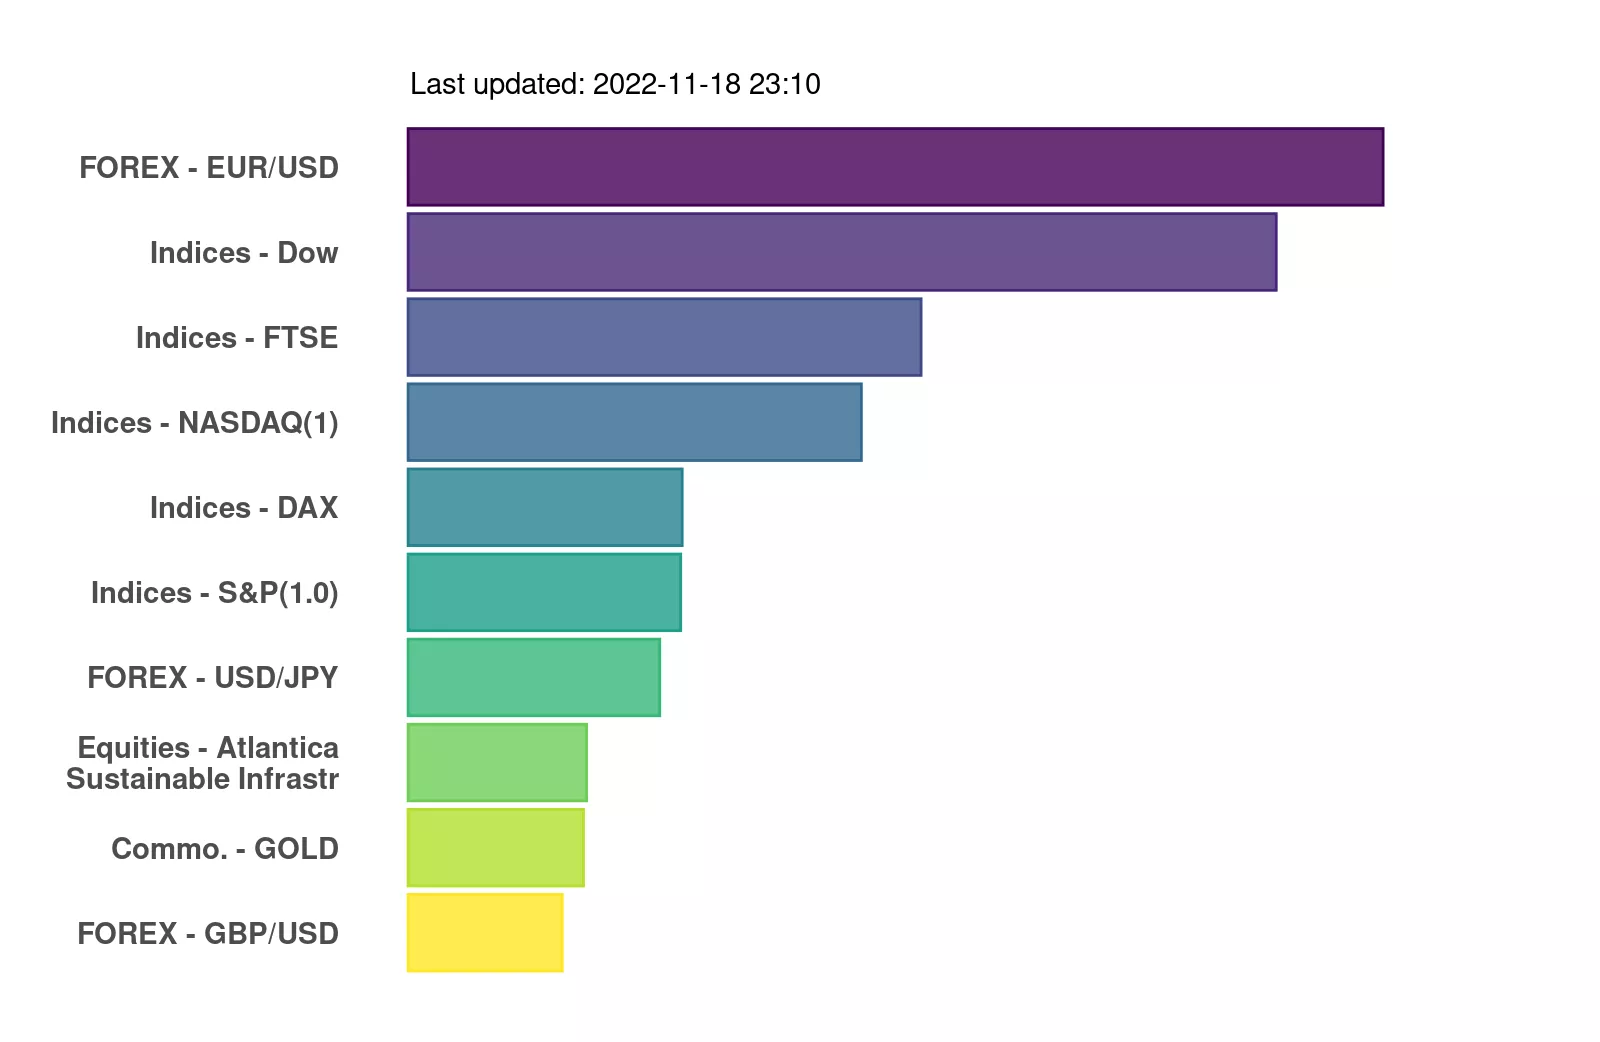 Last updated: 2022-11-18 23:10
FOREX - EUR/USD
Indices - Dow
Indices - FTSE
Indices - NASDAQ(1)
Indices - DAX
Indices - S&P(1.0)
FOREX - USD/JPY
Equities - Atlantica
Sustainable Infrastr
Commo. - GOLD
FOREX - GBP/USD